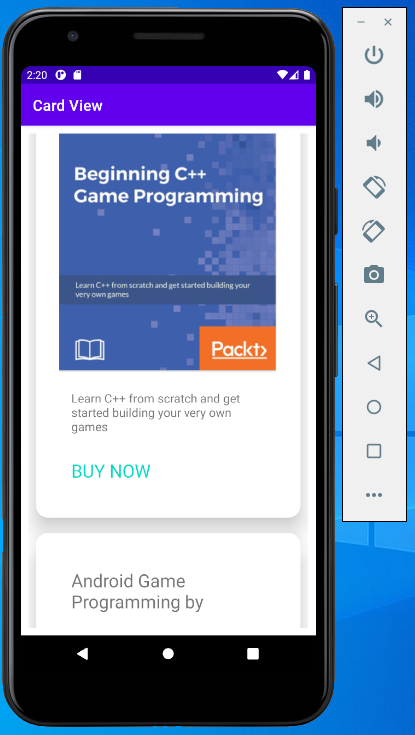 2:20
Card View
Beginning C++
Game Programming
Learn C++ from scratch and get started building your
very own games
Packt>
Learn C++ from scratch and get
started building your very own
games
BUY NOW
Android Game
Programming by